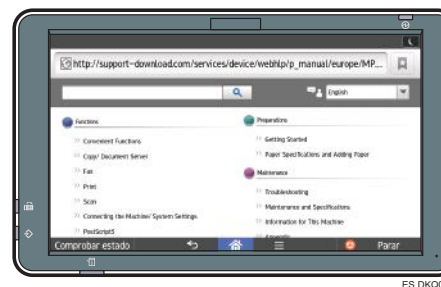 http://support-download.com/services/device/webhlp/p_manual/europe/MP...
English
Functions
Convenient Functions
Copy/ Document Server
Fax
Print
Scan
Connecting the Machine/ System Settings
PostScript3
Preparations
Getting Started
Paper Specifications and Adding Paper
Maintenance
Troubleshooting
Maintenance and Specifications
Information for This Machine
Appendix
Comprobar estado
Parar